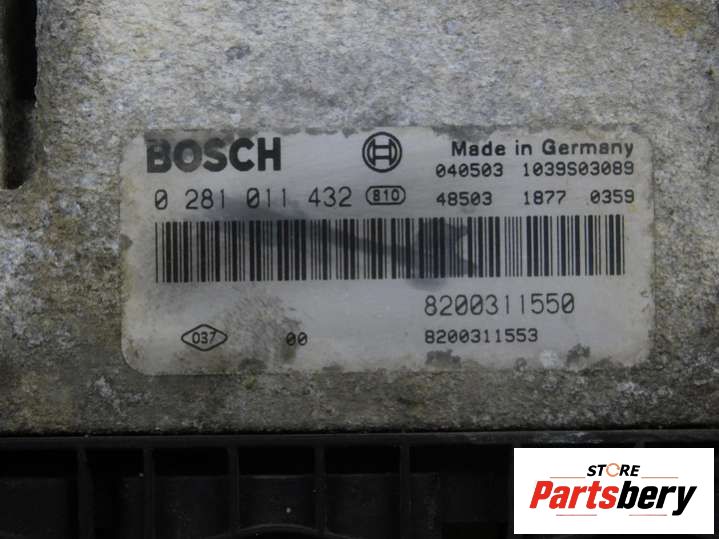 BOSCH
Made in Germany
040503 1039S03089
0 281 011 432 810
48503 1877 0359
8200311550
037 00 8200311553
STORE
Partsbery